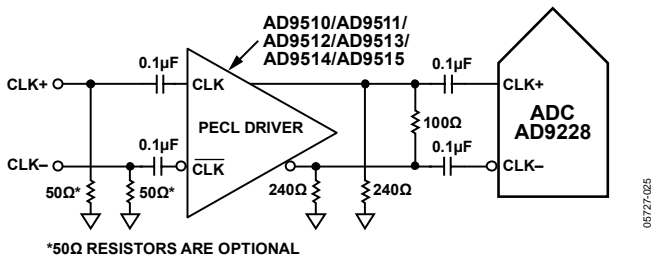 AD9510/AD9511/
AD9512/AD9513/
AD9514/AD9515
0.1µF
0.1µF
CLK+
CLK
CLK+
ADC
AD9228
PECL DRIVER
100Ω
0.1µF
0.1µF
CLK–
CLK
CLK–
50Ω*
50Ω*
240Ω
240Ω
*50Ω RESISTORS ARE OPTIONAL
05727-025